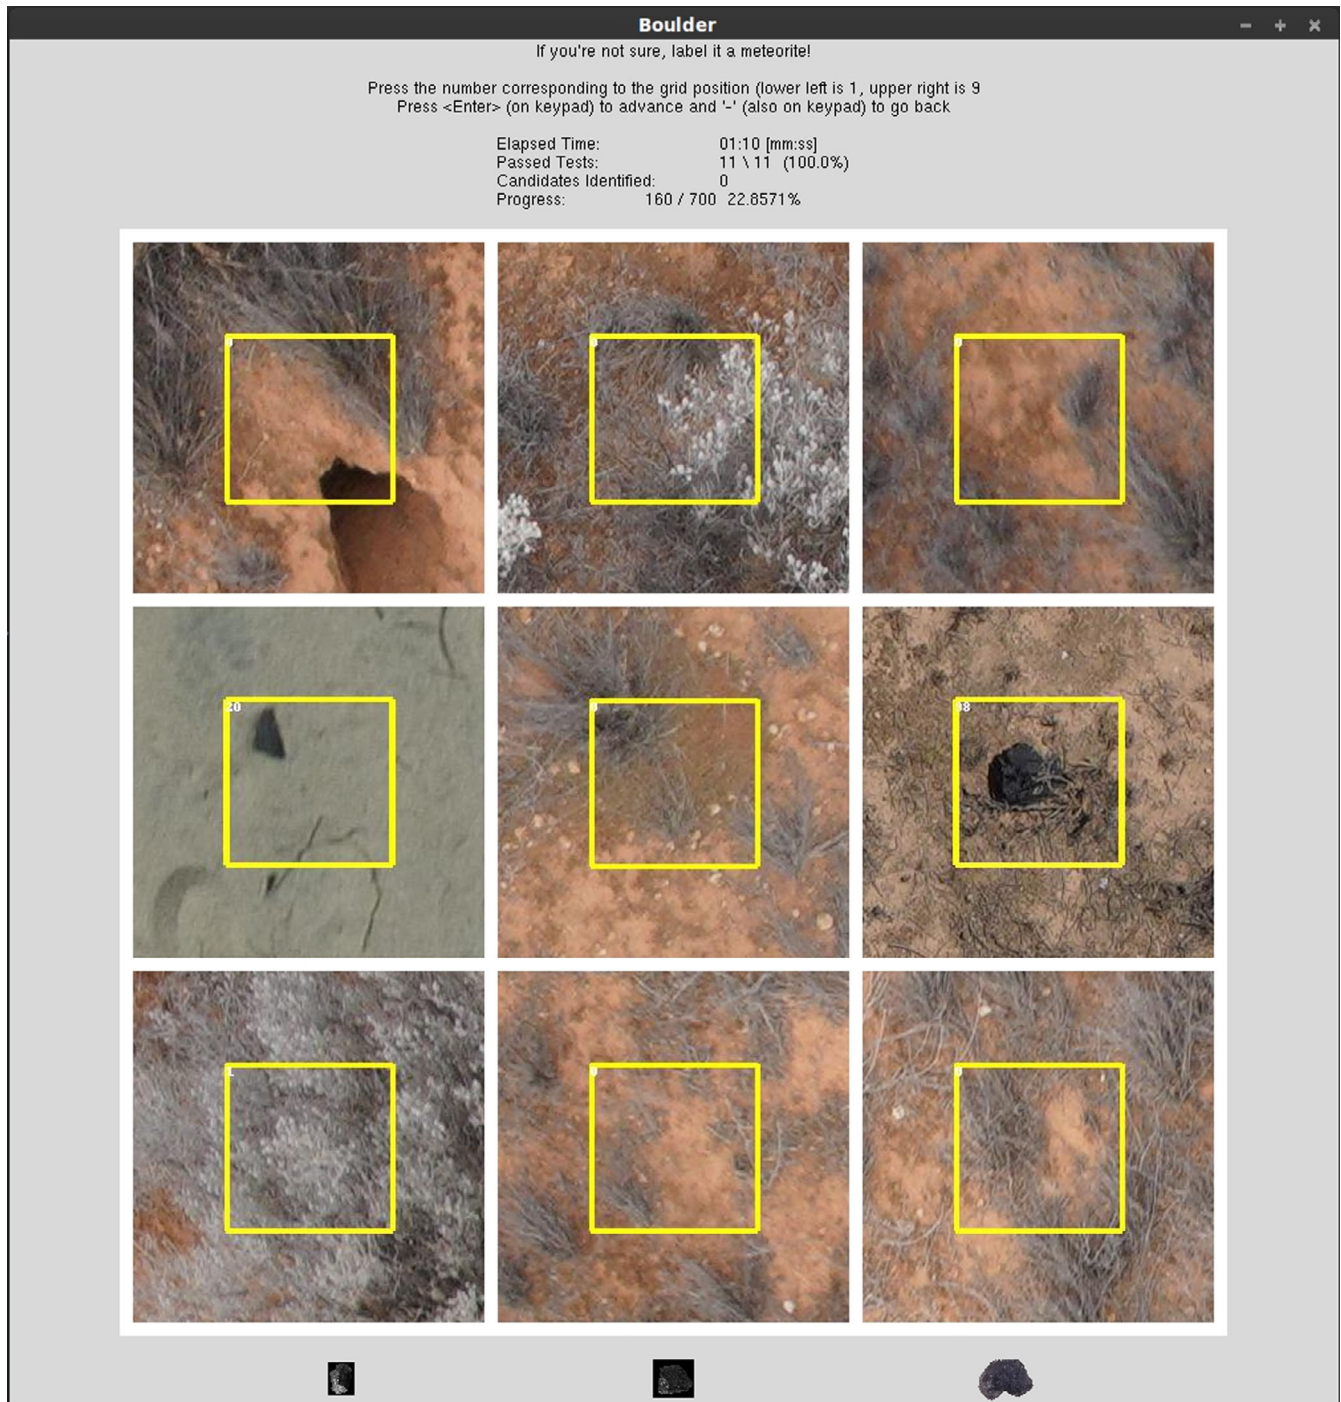 Boulder
If you're not sure, label it a meteorite!
Press the number corresponding to the grid position (lower left is 1, upper right is 9
Press <Enter> (on keypad) to advance and '-' (also on keypad) to go back
Elapsed Time: 01:10 [mm:ss]
Passed Tests: 11 \ 11 (100.0%)
Candidates Identified: 0
Progress: 160 / 700 22.8571%
20